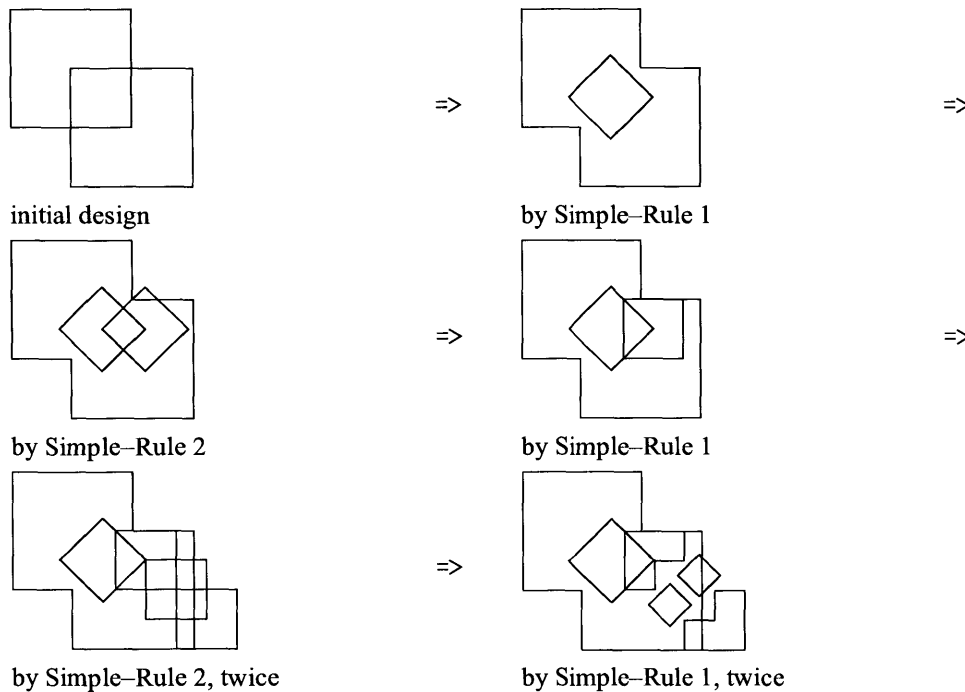 => =>
initial design by Simple–Rule 1
=> =>
by Simple–Rule 2 by Simple–Rule 1
=>
by Simple–Rule 2, twice by Simple–Rule 1, twice